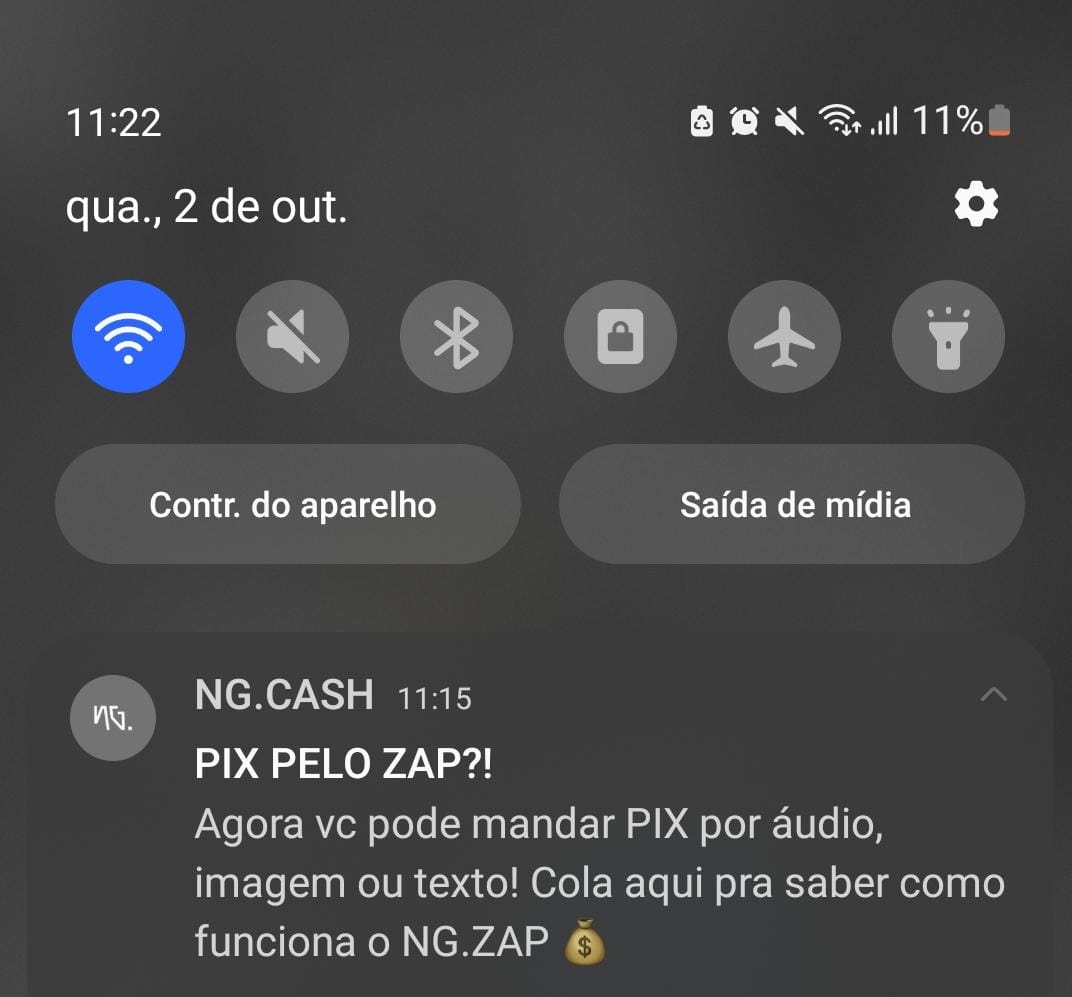 11:22 11%
qua., 2 de out.
Contr. do aparelho Saída de mídia
NG.
NG.CASH 11:15
PIX PELO ZAP?!
Agora vc pode mandar PIX por áudio,
imagem ou texto! Cola aqui pra saber como
funciona o NG.ZAP 💰